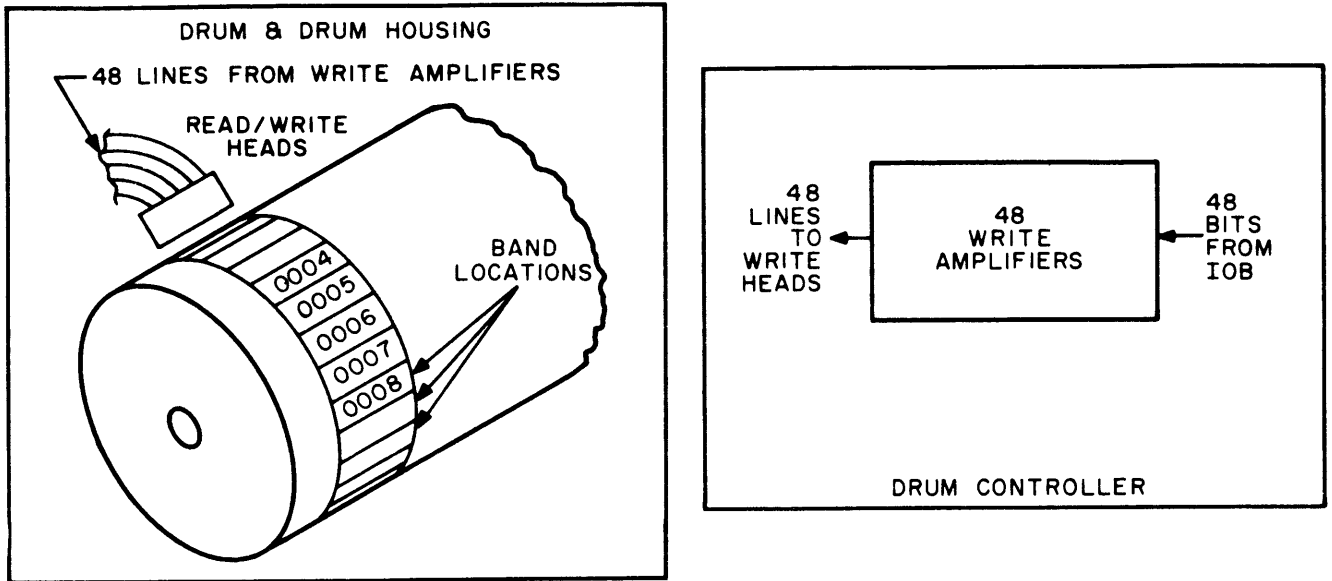 DRUM & DRUM HOUSING
48 LINES FROM WRITE AMPLIFIERS
READ/WRITE
HEADS
BAND
LOCATIONS
0004
0005
0006
0007
0008
48
LINES
TO
WRITE
HEADS
48
WRITE
AMPLIFIERS
48
BITS
FROM
IOB
DRUM CONTROLLER